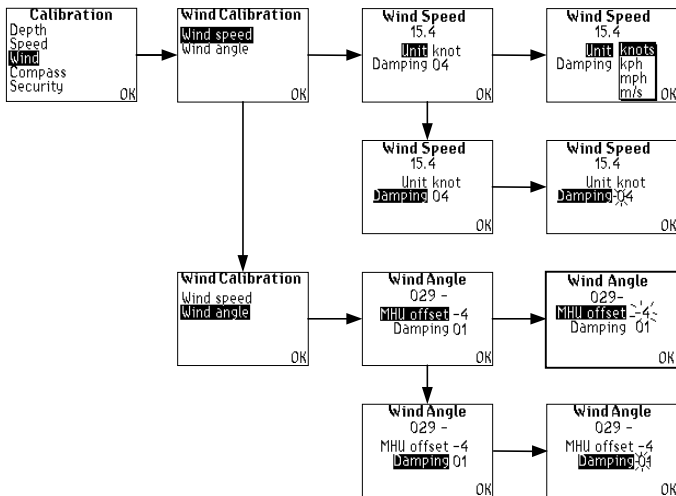 Calibration
Depth
Speed
Wind
Compass
Security
OK
Wind Calibration
Wind speed
Wind angle
OK
Wind Speed
15.4
Unit knot
Damping 04
OK
Wind Speed
15.4
Unit knots
kph
Damping mph
m/s
OK
Wind Speed
15.4
Unit knot
Damping 04
OK
Wind Speed
15.4
Unit knot
Damping 04
OK
Wind Calibration
Wind speed
Wind angle
OK
Wind Angle
029 -
MHU offset -4
Damping 01
OK
Wind Angle
029-
MHU offset -4
Damping 01
OK
Wind Angle
029 -
MHU offset -4
Damping 01
OK
Wind Angle
029 -
MHU offset -4
Damping 01
OK